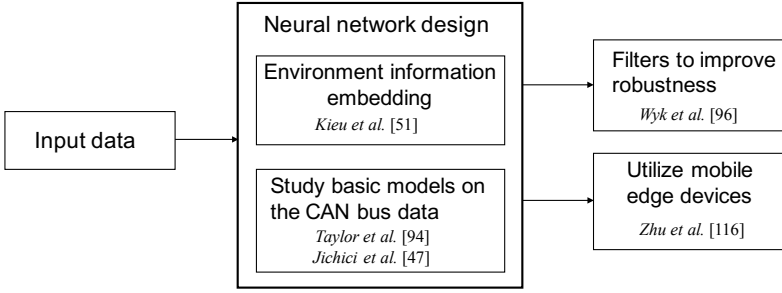 Input data
Neural network design
Environment information
embedding
Kieu et al. [51]
Study basic models on
the CAN bus data
Taylor et al. [94]
Jichici et al. [47]
Filters to improve
robustness
Wyk et al. [96]
Utilize mobile
edge devices
Zhu et al. [116]